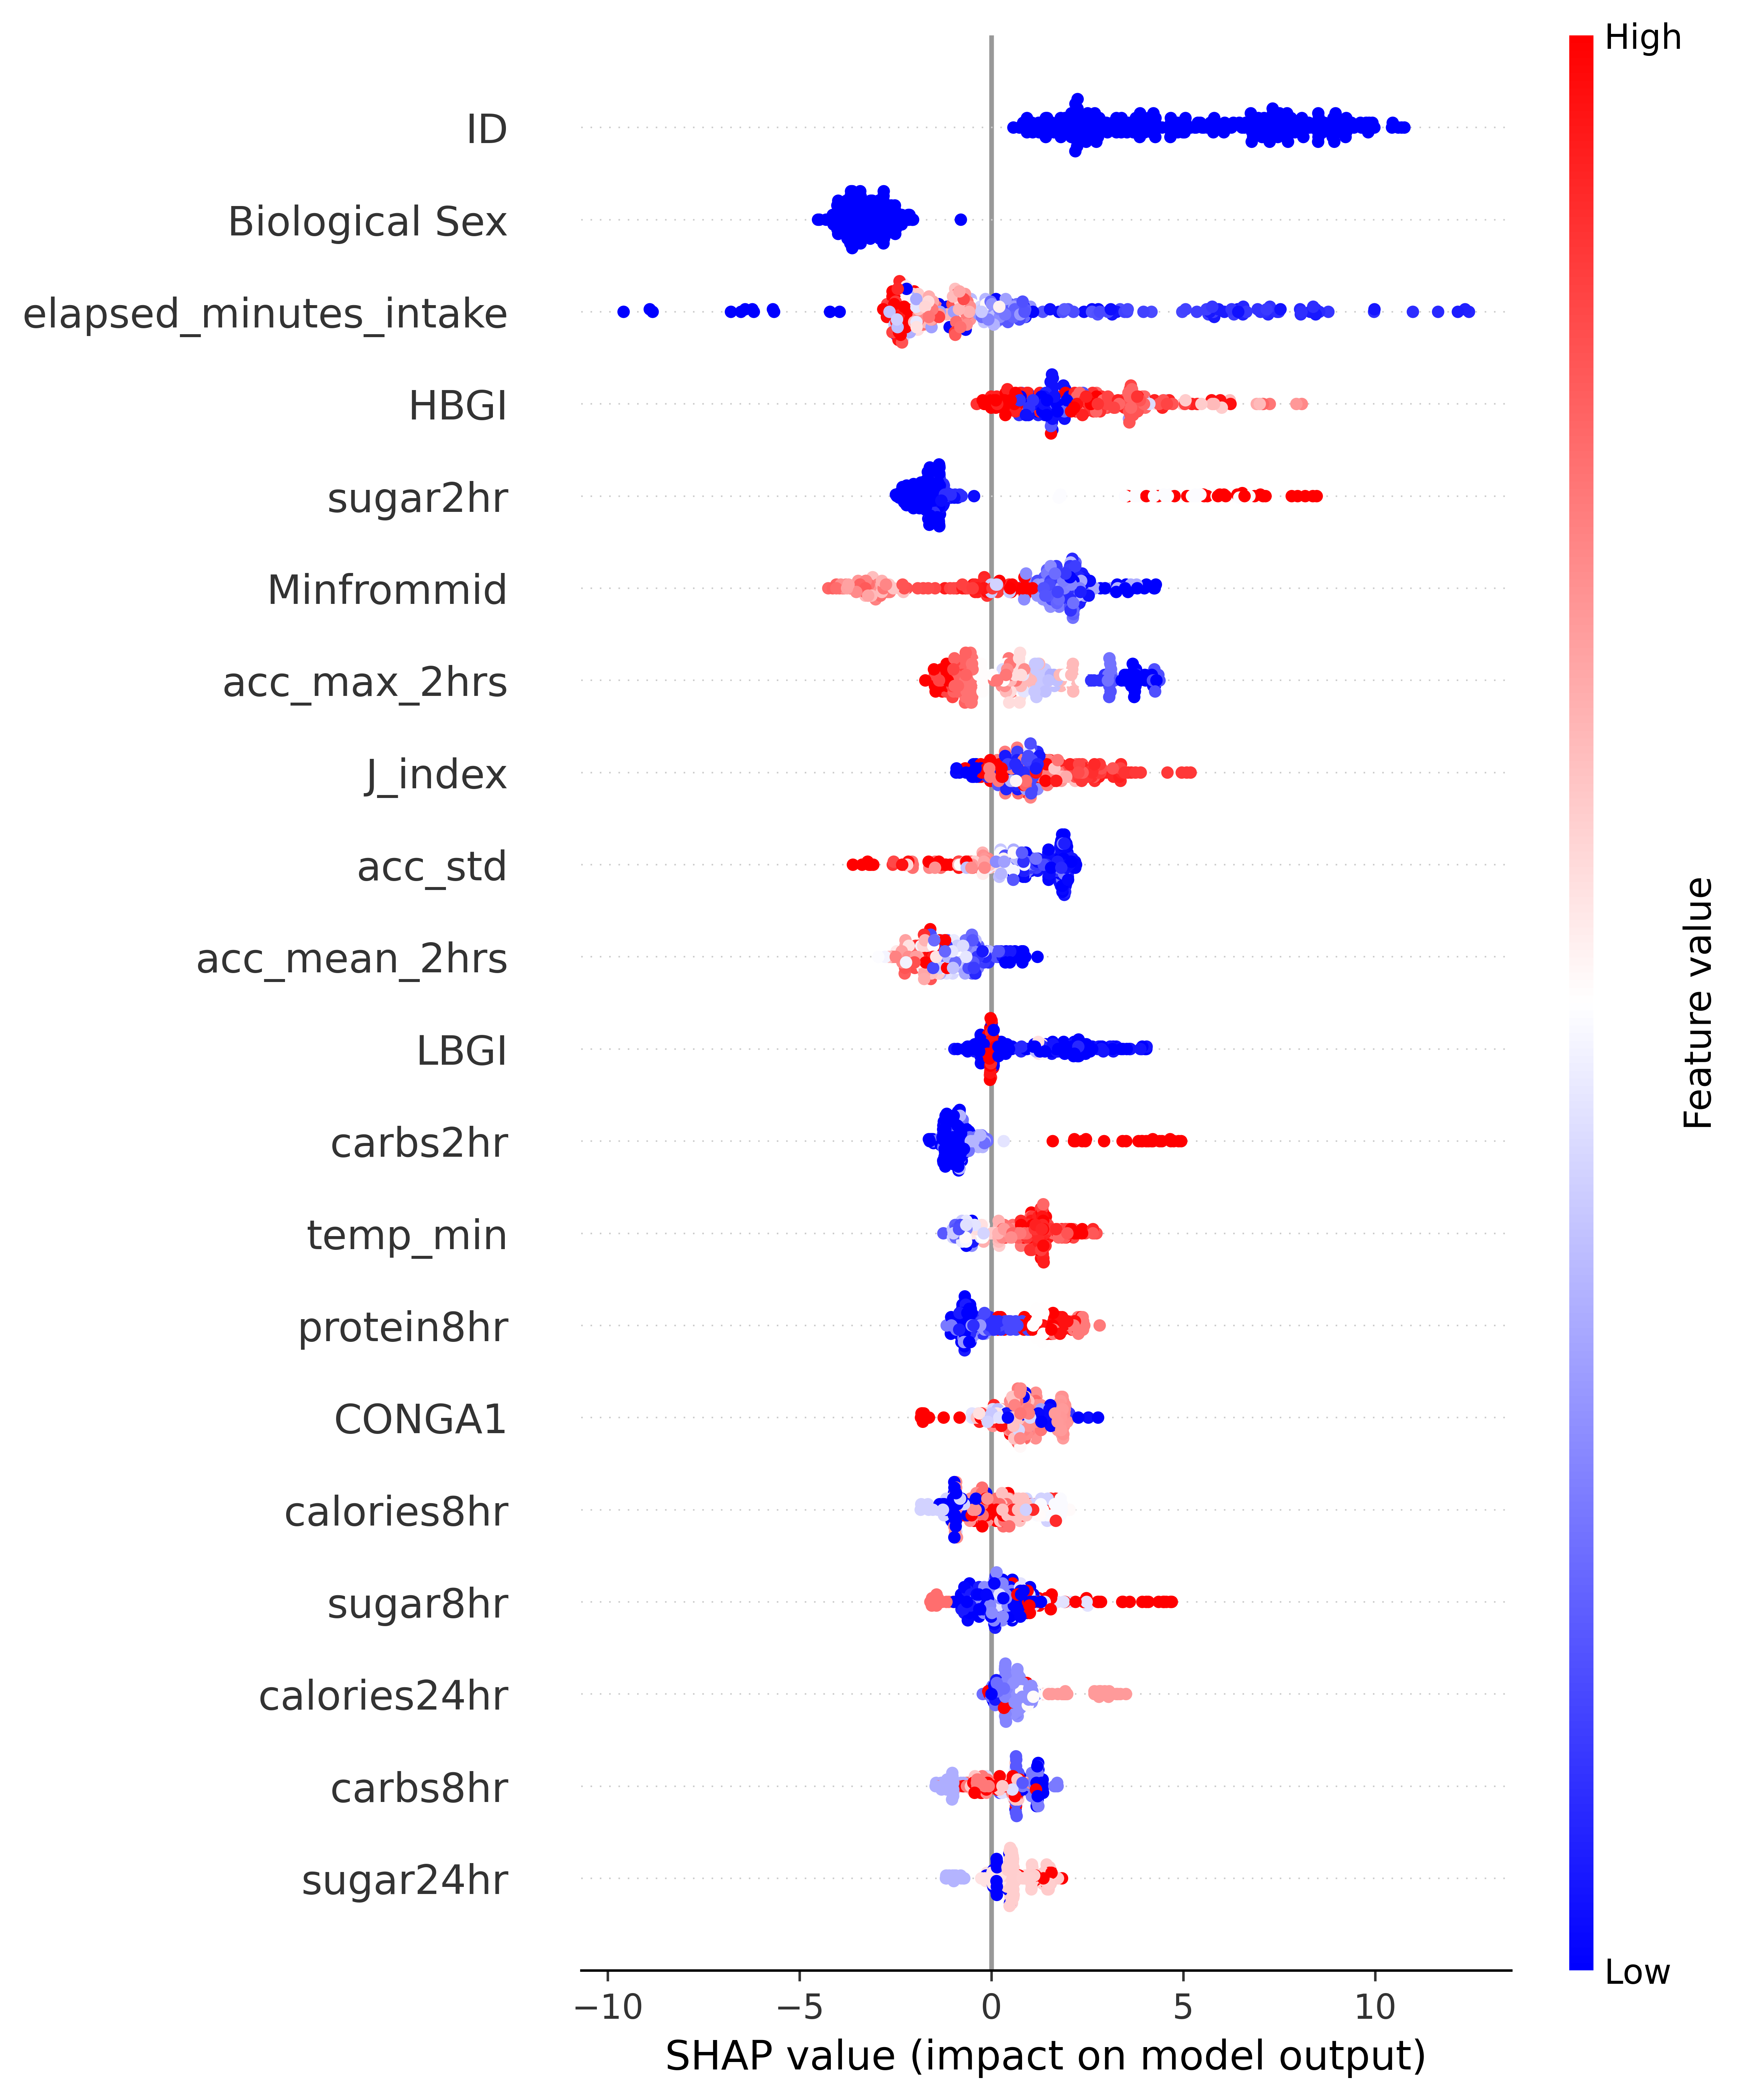 High
ID
Biological Sex
elapsed_minutes_intake
HBGI
sugar2hr
Minfrommid
acc_max_2hrs
J_index
acc_std
acc_mean_2hrs
LBGI
carbs2hr
temp_min
protein8hr
CONGA1
calories8hr
sugar8hr
calories24hr
carbs8hr
sugar24hr
Feature value
Low
−10 −5 0 5 10
SHAP value (impact on model output)